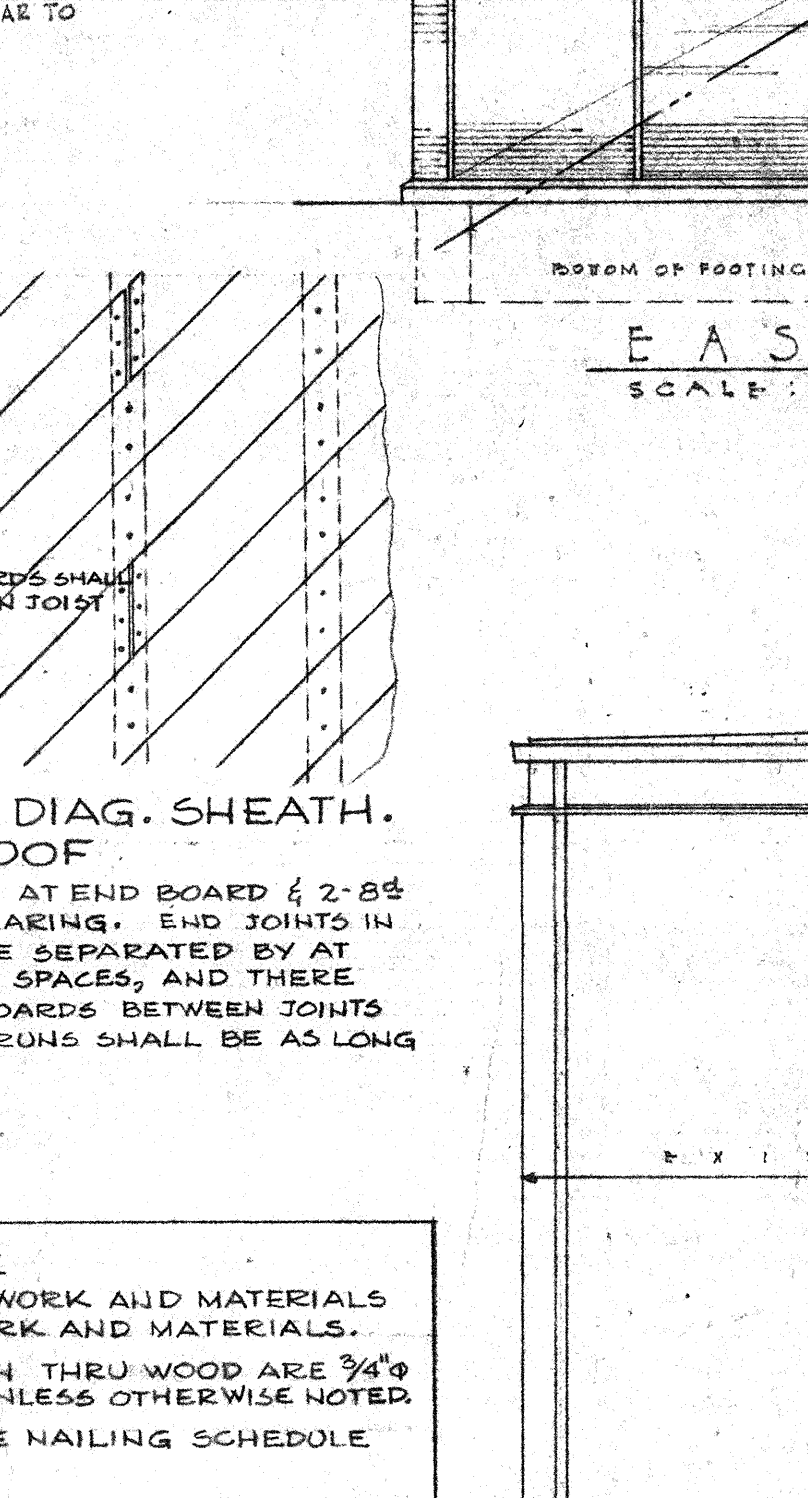 AR TO
BOTTOM OF FOOTING
E A S
SCALE:
RDS SHALL
N JOIST
DIAG. SHEATH.
OOF
AT END BOARD & 2-8d
ARING. END JOINTS IN
E SEPARATED BY AT
SPACES, AND THERE
OARDS BETWEEN JOINTS
RUNS SHALL BE AS LONG
E X I
WORK AND MATERIALS
RK AND MATERIALS.
H THRU WOOD ARE 3/4"Φ
NLESS OTHERWISE NOTED.
E NAILING SCHEDULE